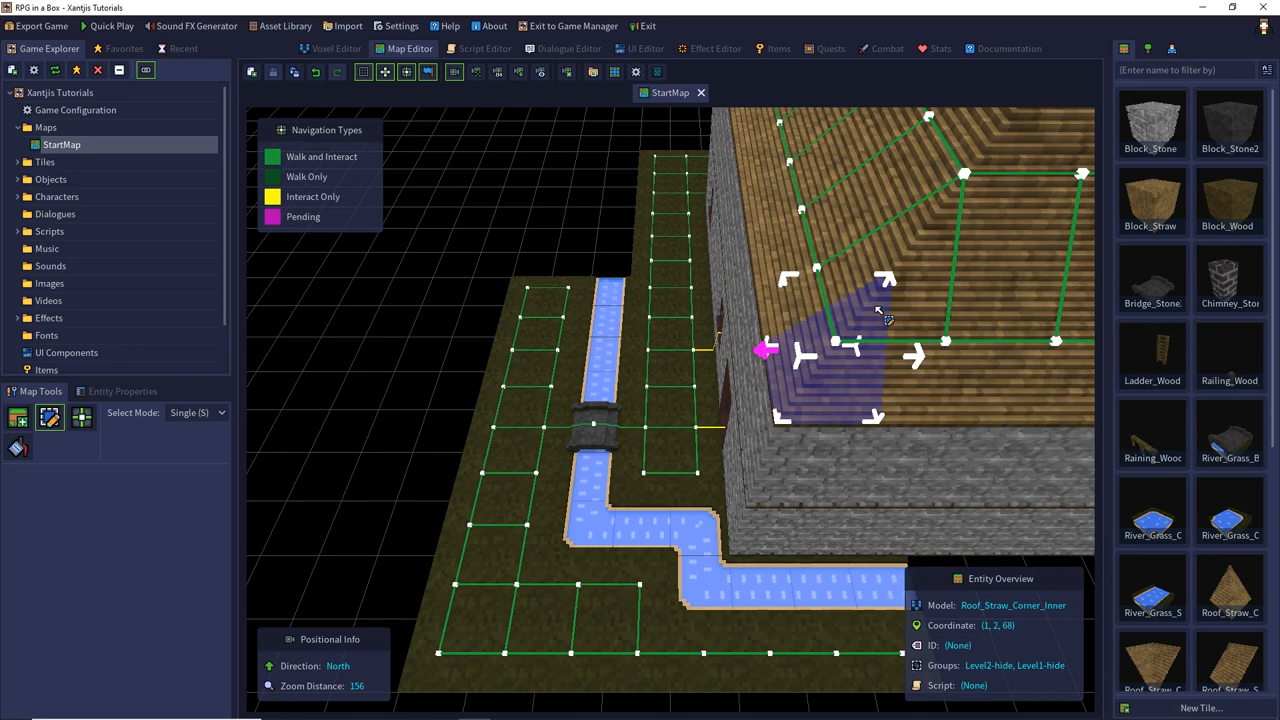 RPG in a Box - Xantjis Tutorials
Export Game Quick Play Sound FX Generator Asset Library Import Settings Help About Exit to Game Manager Exit
Game Explorer Favorites Recent
Voxel Editor Map Editor Script Editor Dialogue Editor UI Editor Effect Editor Items Quests Combat Stats Documentation
StartMap
(Enter name to filter by)
Xantjis Tutorials
Game Configuration
Maps
StartMap
Tiles
Objects
Characters
Dialogues
Scripts
Music
Sounds
Images
Videos
Effects
Fonts
UI Components
Items
Map Tools Entity Properties
Select Mode: Single (S)
Navigation Types
Walk and Interact
Walk Only
Interact Only
Pending
Positional Info
Direction: North
Zoom Distance: 156
Entity Overview
Model: Roof_Straw_Corner_Inner
Coordinate: (1, 2, 68)
ID: (None)
Groups: Level2-hide, Level1-hide
Script: (None)
Block_Stone Block_Stone2
Block_Straw Block_Wood
Bridge_Stone. Chimney_Stor
Ladder_Wood Railing_Wood
Raining_Wooc River_Grass_B
River_Grass_C River_Grass_C
River_Grass_S Roof_Straw_C
Roof_Straw_C Roof_Straw_S
New Tile...